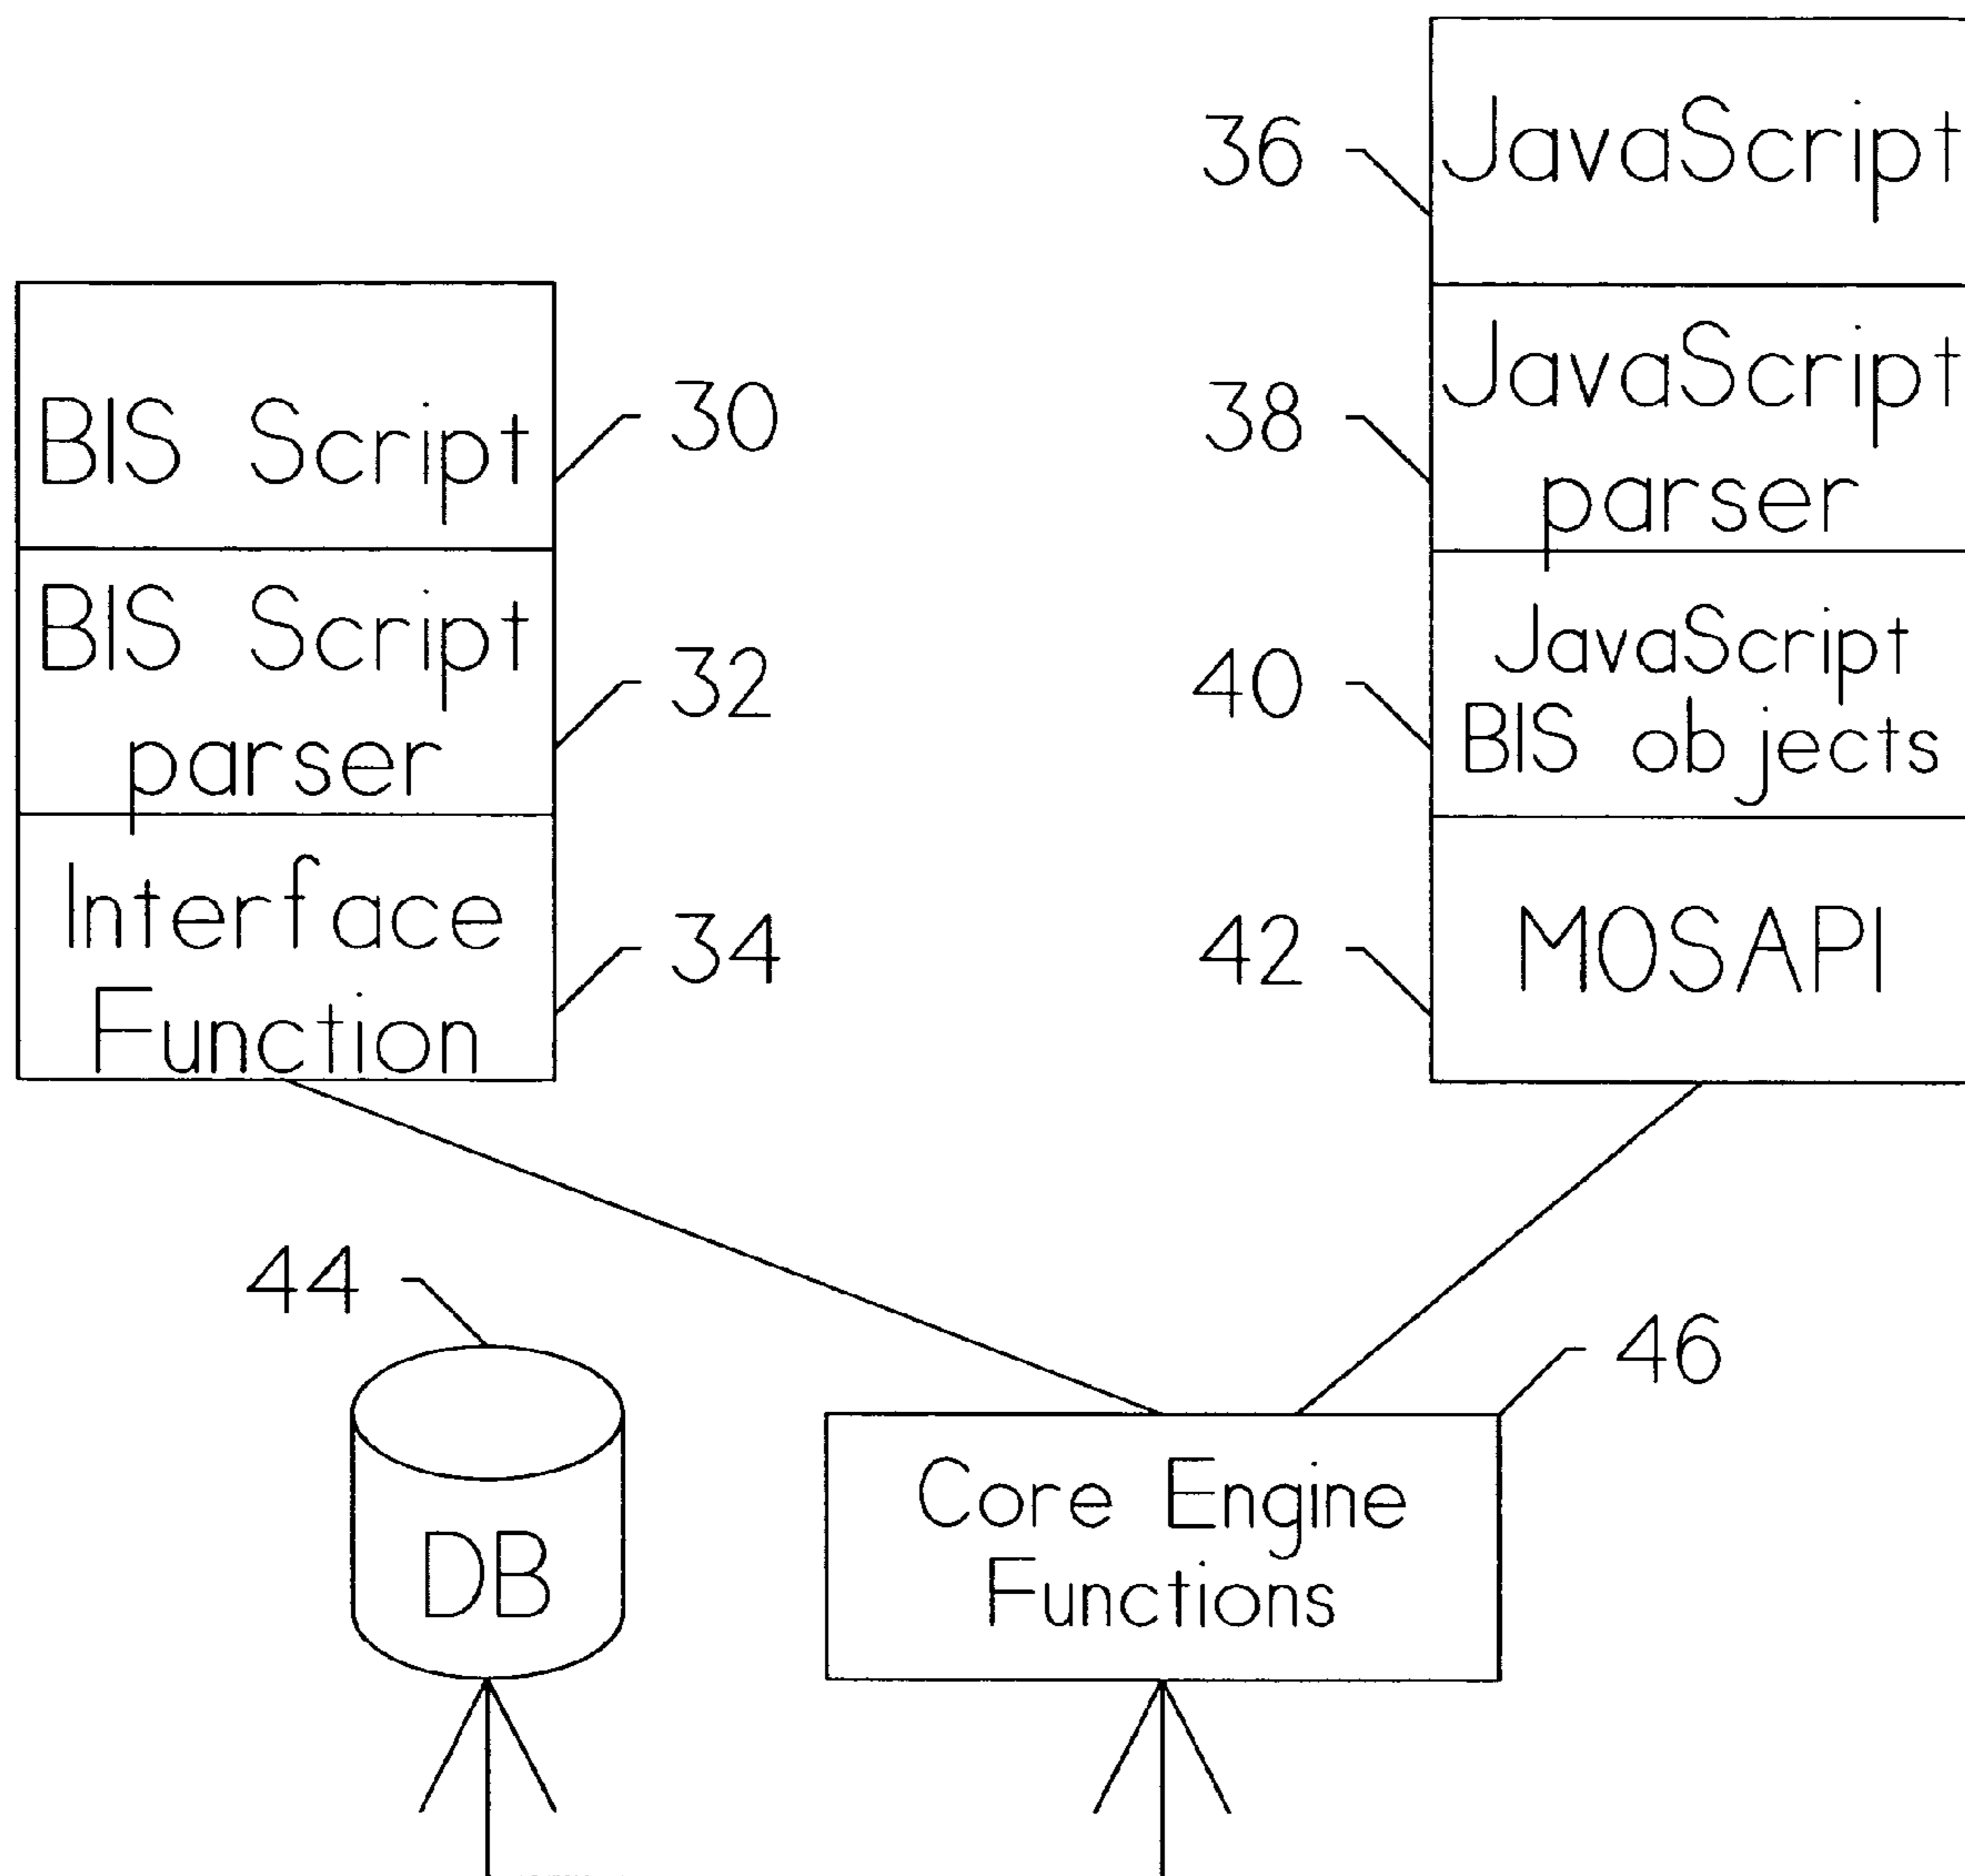 36
JavaScript
30
BIS Script
38
JavaScript
parser
32
BIS Script
parser
40
JavaScript
BIS objects
34
Interface
Function
42
MOSAPI
44
DB
46
Core Engine
Functions